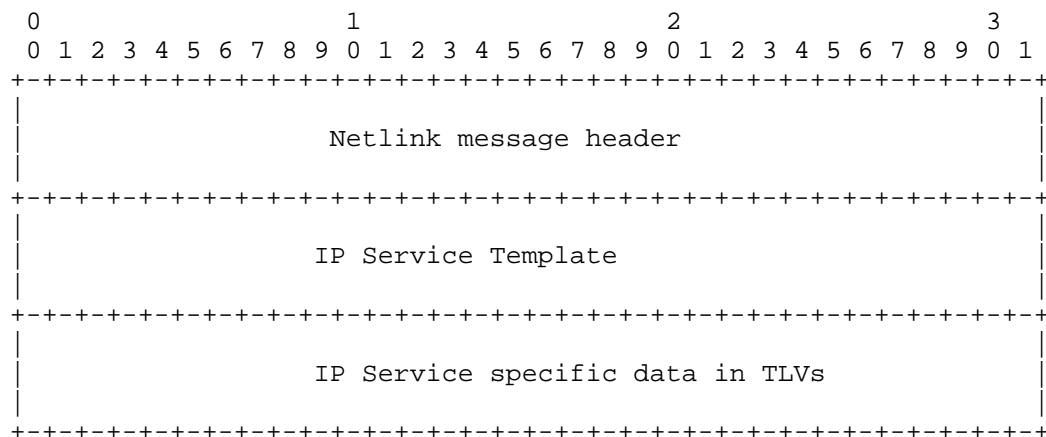 0                   1                   2                   3
 0 1 2 3 4 5 6 7 8 9 0 1 2 3 4 5 6 7 8 9 0 1 2 3 4 5 6 7 8 9 0 1
+-+-+-+-+-+-+-+-+-+-+-+-+-+-+-+-+-+-+-+-+-+-+-+-+-+-+-+-+-+-+-+-+
|                                                               |
|                   Netlink message header                      |
|                                                               |
+-+-+-+-+-+-+-+-+-+-+-+-+-+-+-+-+-+-+-+-+-+-+-+-+-+-+-+-+-+-+-+-+
|                                                               |
|                  IP Service Template                          |
|                                                               |
+-+-+-+-+-+-+-+-+-+-+-+-+-+-+-+-+-+-+-+-+-+-+-+-+-+-+-+-+-+-+-+-+
|                                                               |
|                  IP Service specific data in TLVs             |
|                                                               |
+-+-+-+-+-+-+-+-+-+-+-+-+-+-+-+-+-+-+-+-+-+-+-+-+-+-+-+-+-+-+-+-+